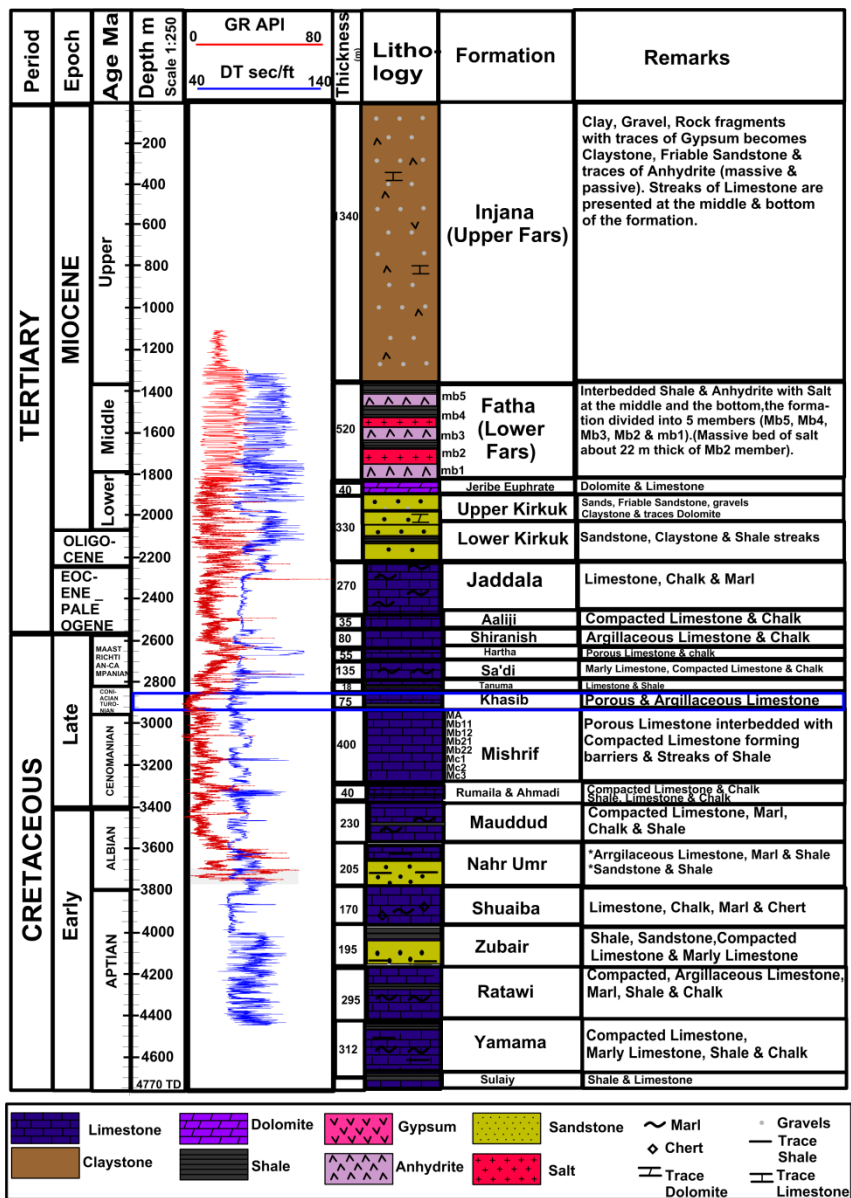 Period
Epoch
Age Ma
Depth m
Scale 1:250
0 GR API 80
DT sec/ft
40 140
Thickness
(m)
Litho-
logy
Formation
Remarks
TERTIARY
CRETACEOUS
MIOCENE
OLIGO-
CENE
EOC-
ENE_
PALE
OGENE
Late
Early
Upper
Middle
Lower
MAAST
RICHTI
AN-CA
MPANIAN
CONI-
ACIAN
TURO-
NIAN
CENOMANIAN
ALBIAN
APTIAN
200
400
600
800
1000
1200
1400
1600
1800
2000
2200
2400
2600
2800
3000
3200
3400
3600
3800
4000
4200
4400
4600
4770 TD
1340
Injana
(Upper Fars)
Clay, Gravel, Rock fragments
with traces of Gypsum becomes
Claystone, Friable Sandstone &
traces of Anhydrite (massive &
passive). Streaks of Limestone are
presented at the middle & bottom
of the formation.
520
mb5
mb4
mb3
mb2
mb1
Fatha
(Lower
Fars)
Interbedded Shale & Anhydrite with Salt
at the middle and the bottom,the forma-
tion divided into 5 members (Mb5, Mb4,
Mb3, Mb2 & mb1).(Massive bed of salt
about 22 m thick of Mb2 member).
40
Jeribe Euphrate
Dolomite & Limestone
330
Upper Kirkuk
Sands, Friable Sandstone, gravels
Claystone & traces Dolomite
Lower Kirkuk
Sandstone, Claystone & Shale streaks
270
Jaddala
Limestone, Chalk & Marl
35
Aaliji
Compacted Limestone & Chalk
80
Shiranish
Argillaceous Limestone & Chalk
55
Hartha
Porous Limestone & chalk
135
Sa'di
Marly Limestone, Compacted Limestone & Chalk
18
Tanuma
Limestone & Shale
75
Khasib
Porous & Argillaceous Limestone
400
MA
Mb11
Mb12
Mb21
Mb22
Mc1
Mc2
Mc3
Mishrif
Porous Limestone interbedded with
Compacted Limestone forming
barriers & Streaks of Shale
40
Rumaila & Ahmadi
Compacted Limestone & Chalk
Shale, Limestone & Chalk
230
Mauddud
Compacted Limestone, Marl,
Chalk & Shale
205
Nahr Umr
*Arrgilaceous Limestone, Marl & Shale
*Sandstone & Shale
170
Shuaiba
Limestone, Chalk, Marl & Chert
195
Zubair
Shale, Sandstone,Compacted
Limestone & Marly Limestone
295
Ratawi
Compacted, Argillaceous Limestone,
Marl, Shale & Chalk
312
Yamama
Compacted Limestone,
Marly Limestone, Shale & Chalk
Sulaiy
Shale & Limestone
Limestone
Dolomite
Gypsum
Sandstone
Marl
Gravels
Claystone
Shale
Anhydrite
Salt
Chert
Trace
Shale
Trace
Dolomite
Trace
Limestone